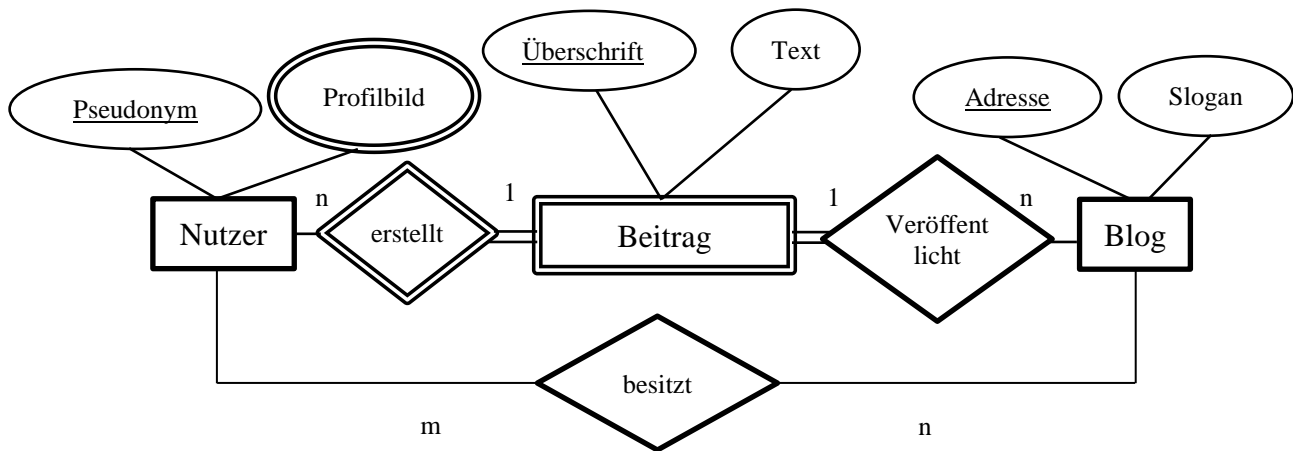 Überschrift
Text
Pseudonym
Profilbild
Adresse
Slogan
n
1
1
n
Nutzer
erstellt
Beitrag
Veröffent
licht
Blog
besitzt
m
n